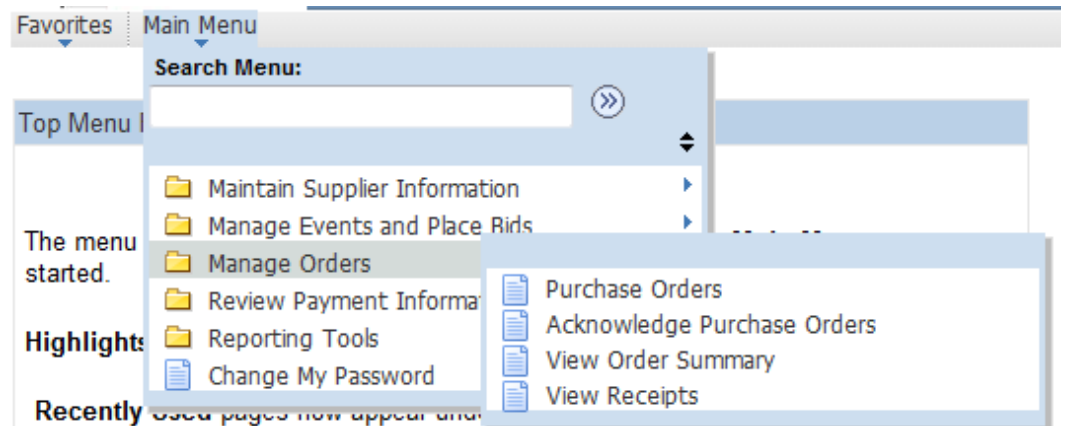 Favorites Main Menu
Search Menu:
Top Menu
Maintain Supplier Information
Manage Events and Place Bids
The menu
Manage Orders
started.
Purchase Orders
Review Payment
Acknowledge Purchase Orders
Highlights
Reporting Tools
View Order Summary
Change My Password
View Receipts
Recently Used pages now appear